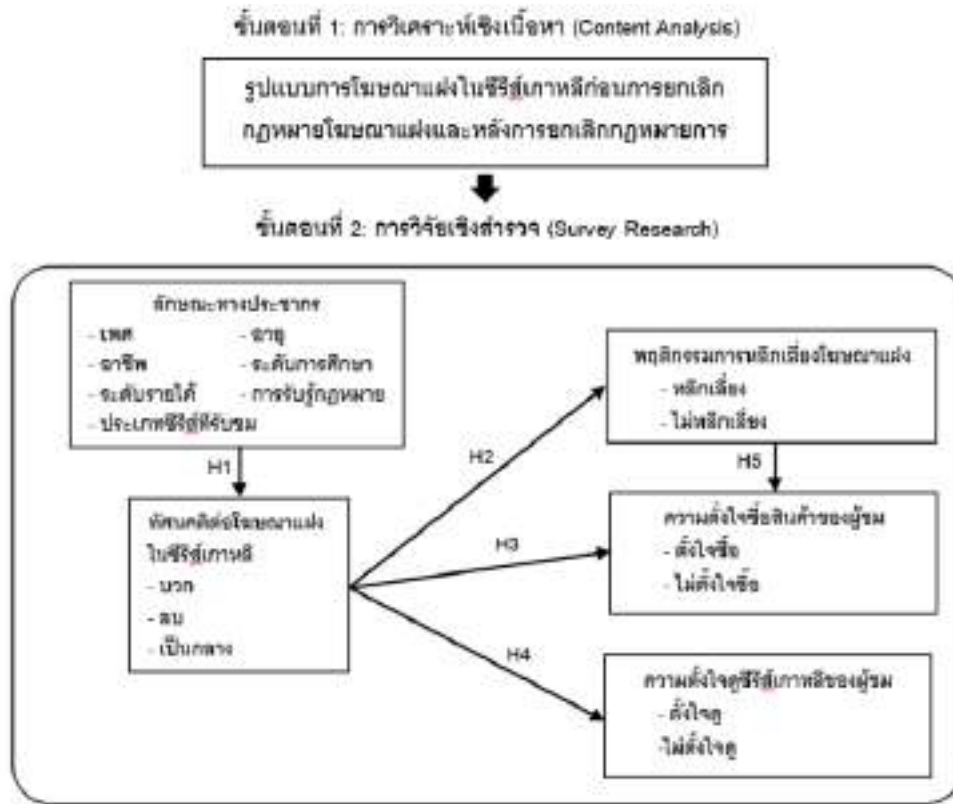 ขั้นตอนที่ 1: การวิเคราะห์เชิงเนื้อหา (Content Analysis)
รูปแบบการโฆษณาแฝงในซีรีส์เกาหลีก่อนการยกเลิก
กฎหมายโฆษณาแฝงและหลังการยกเลิกกฎหมายการ
ขั้นตอนที่ 2: การวิจัยเชิงสำรวจ (Survey Research)
ลักษณะทางประชากร
- เพศ - อายุ
- อาชีพ - ระดับการศึกษา
- ระดับรายได้ - การรับรู้กฎหมาย
- ประเภทซีรีส์ที่รับชม
H1
ทัศนคติต่อโฆษณาแฝง
ในซีรีส์เกาหลี
- บวก
- ลบ
- เป็นกลาง
H2
H3
H4
พฤติกรรมการหลีกเลี่ยงโฆษณาแฝง
- หลีกเลี่ยง
- ไม่หลีกเลี่ยง
H5
ความตั้งใจซื้อสินค้าของผู้ชม
- ตั้งใจซื้อ
- ไม่ตั้งใจซื้อ
ความตั้งใจดูซีรีส์เกาหลีของผู้ชม
- ตั้งใจดู
-ไม่ตั้งใจดู